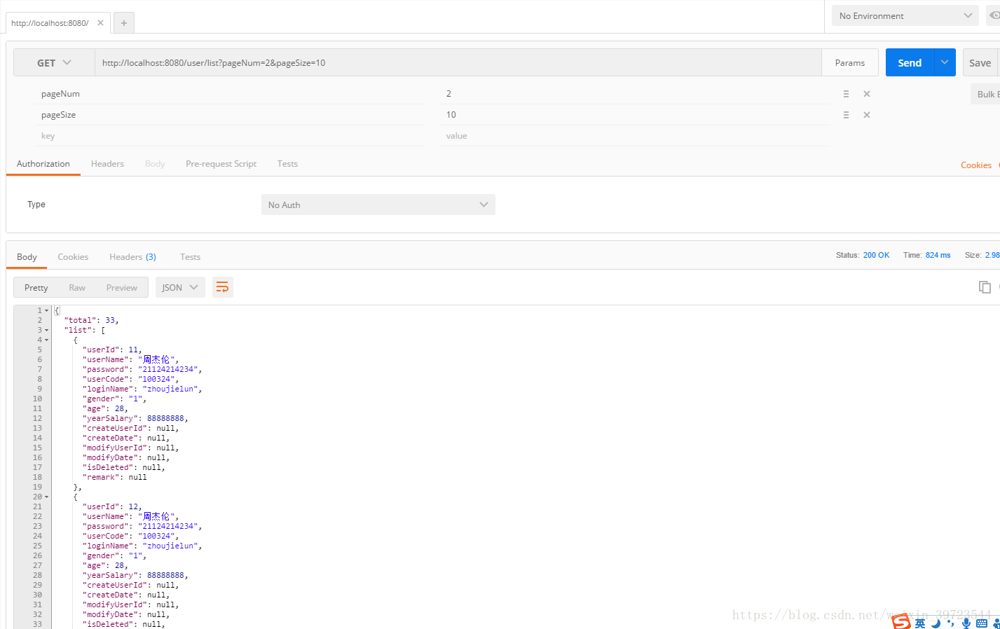 http://localhost:8080/
No Environment
GET
http://localhost:8080/user/list?pageNum=2&pageSize=10
Params
Send
Save
pageNum 2
Bulk E
pageSize 10
key value
Authorization Headers Body Pre-request Script Tests
Cookies
Type No Auth
Body Cookies Headers (3) Tests
Status: 200 OK Time: 824 ms Size: 2.98
Pretty Raw Preview JSON
1 {
2 "total": 33,
3 "list": [
4 {
5 "userId": 11,
6 "userName": "周杰伦",
7 "password": "21124214234",
8 "userCode": "100324",
9 "loginName": "zhoujielun",
10 "gender": "1",
11 "age": 28,
12 "yearSalary": 88888888,
13 "createUserId": null,
14 "createDate": null,
15 "modifyUserId": null,
16 "modifyDate": null,
17 "isDeleted": null,
18 "remark": null
19 },
20 {
21 "userId": 12,
22 "userName": "周杰伦",
23 "password": "21124214234",
24 "userCode": "100324",
25 "loginName": "zhoujielun",
26 "gender": "1",
27 "age": 28,
28 "yearSalary": 88888888,
29 "createUserId": null,
30 "createDate": null,
31 "modifyUserId": null,
32 "modifyDate": null,
33 "isDeleted": null,
https://blog.csdn.net/weixin_39723544
英